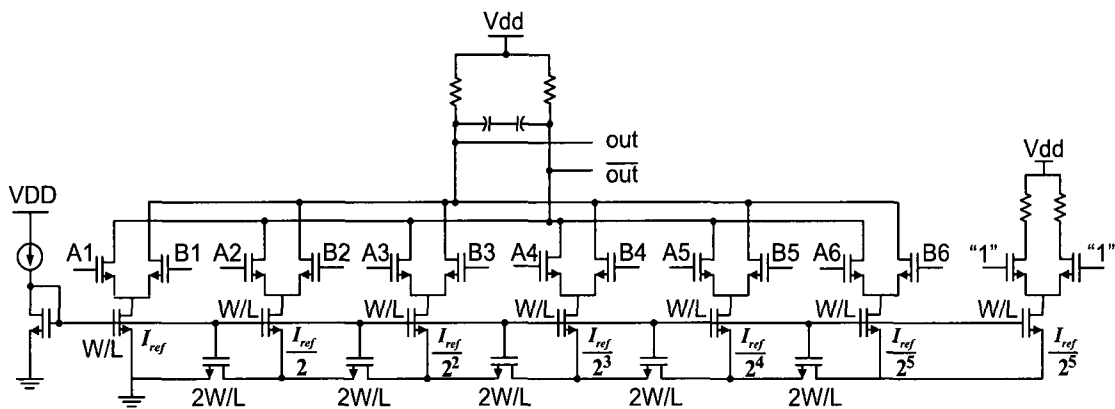 Vdd
out
out
Vdd
VDD
A1 B1 A2 B2 A3 B3 A4 B4 A5 B5 A6 B6 "1" "1"
W/L W/L W/L W/L W/L W/L
W/L I_ref I_ref/2 I_ref/2^2 I_ref/2^3 I_ref/2^4 I_ref/2^5 I_ref/2^5
2W/L 2W/L 2W/L 2W/L 2W/L